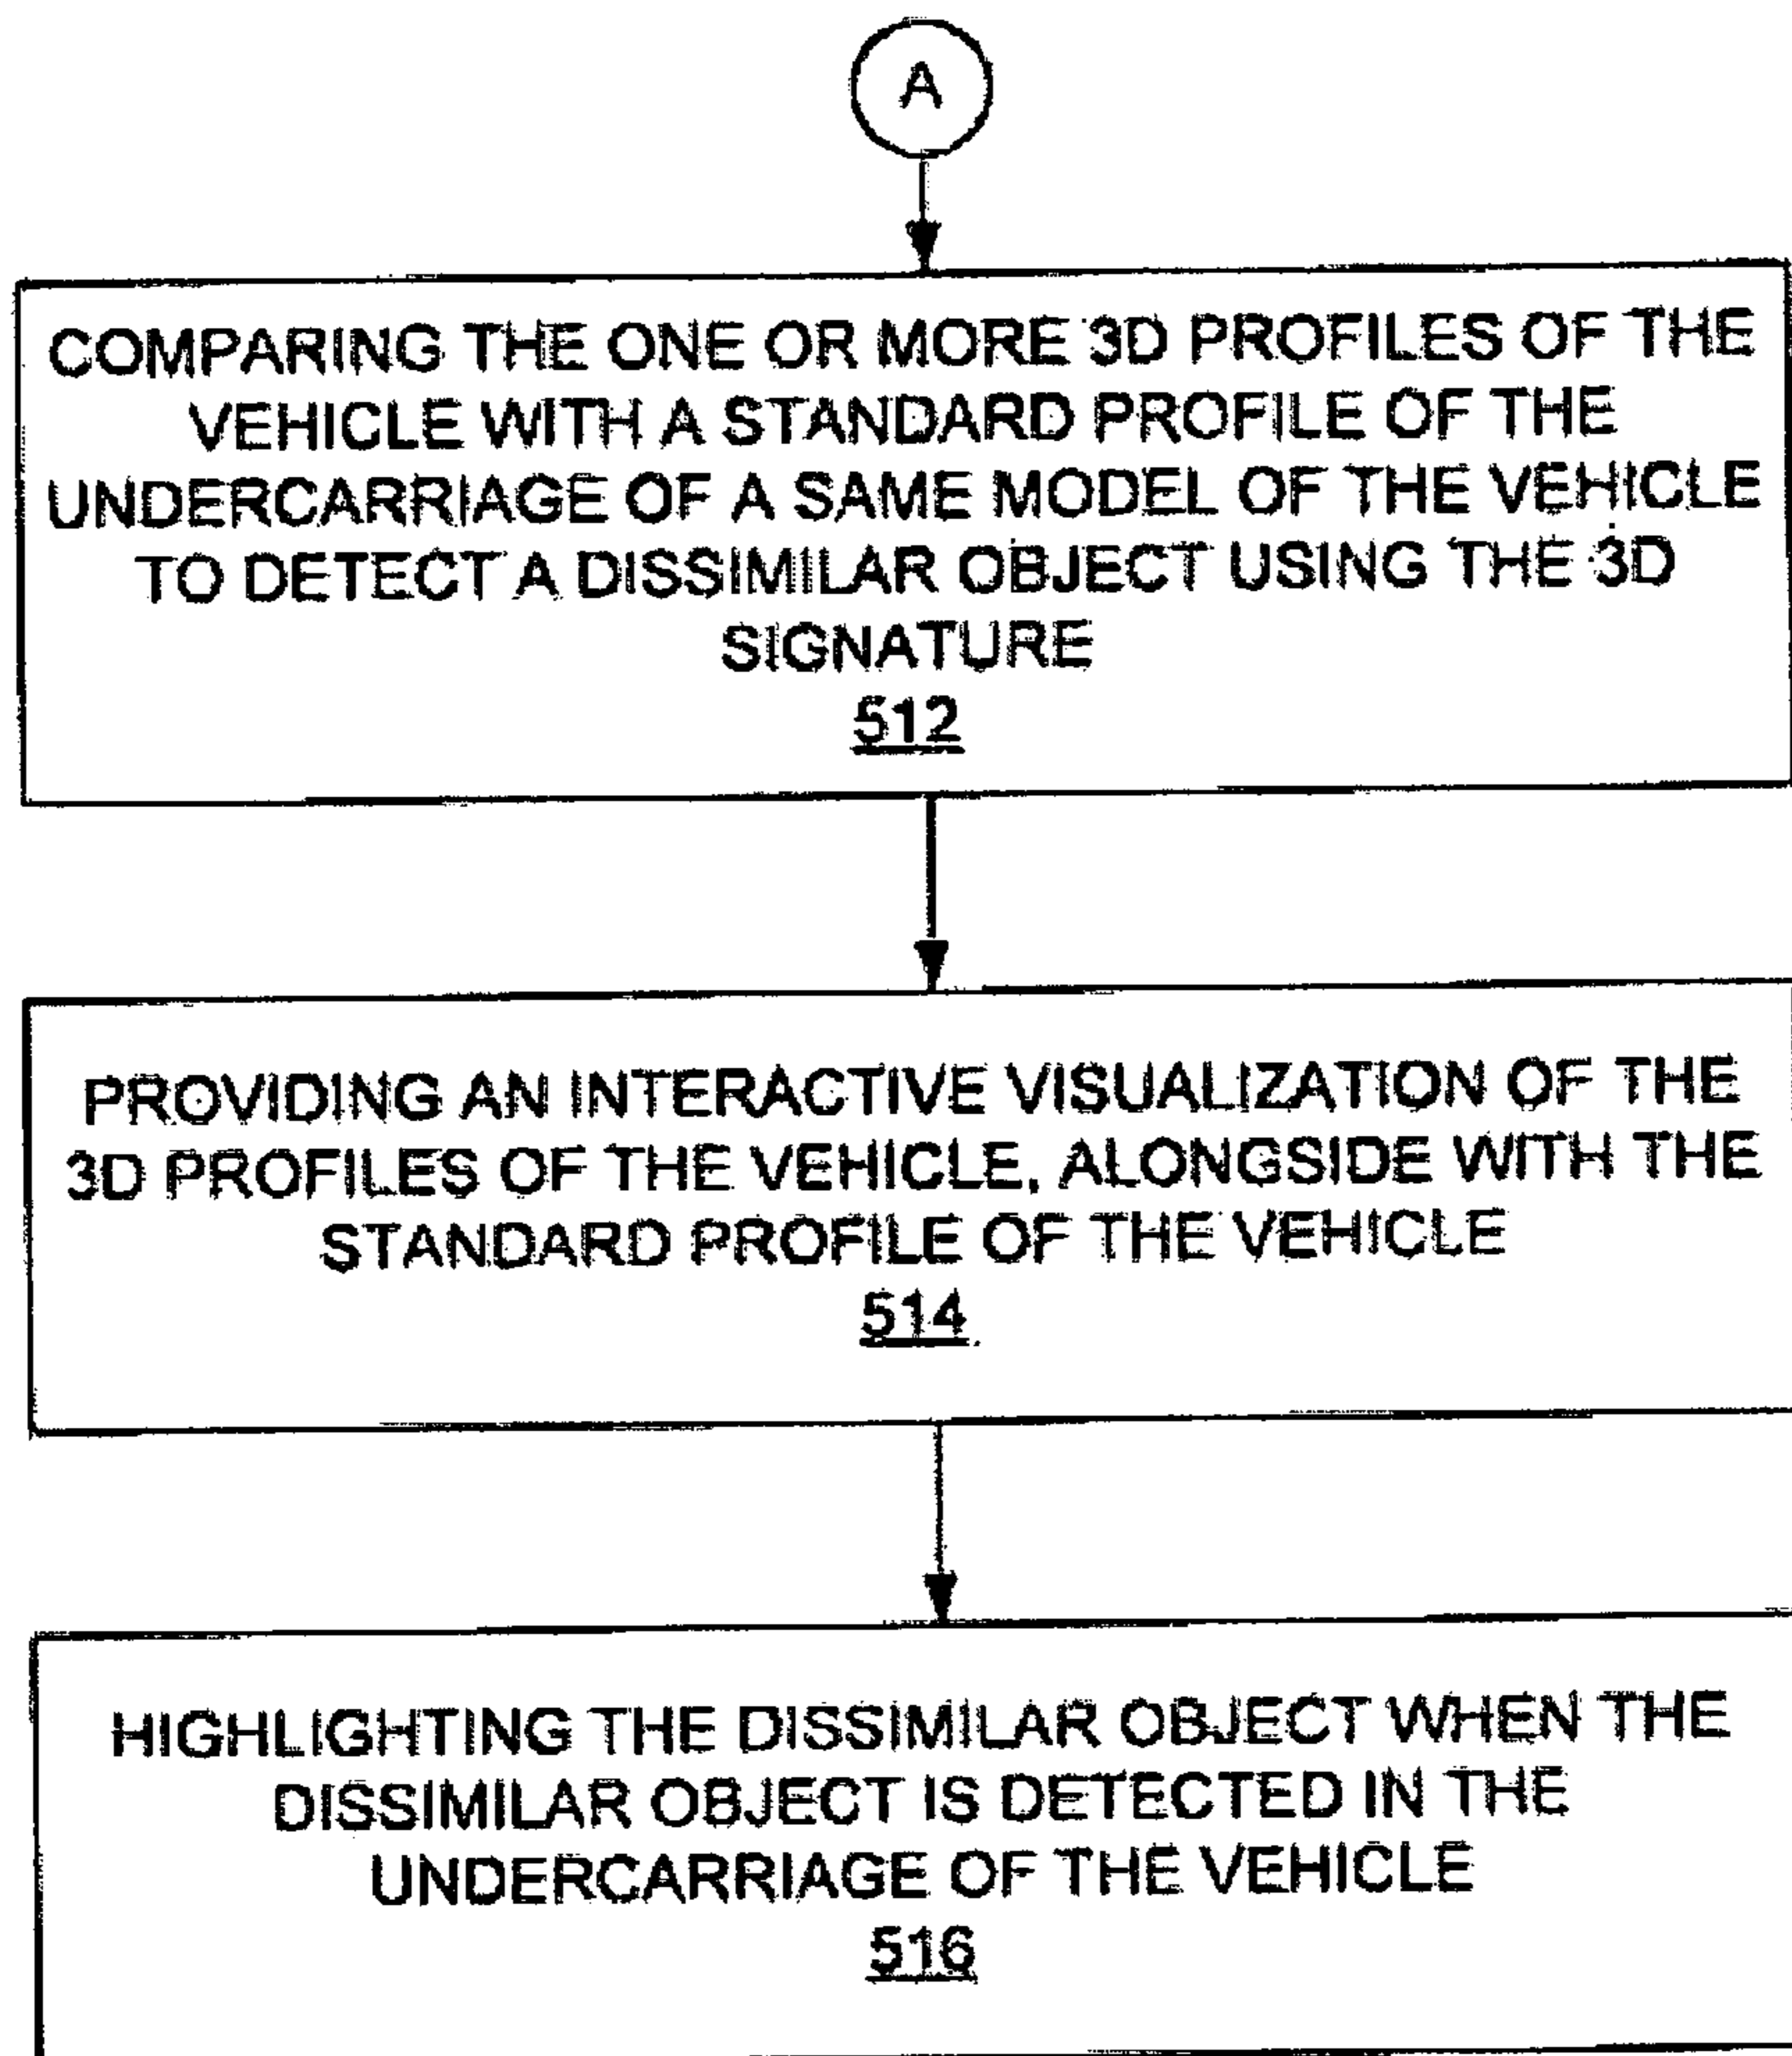 A
COMPARING THE ONE OR MORE 3D PROFILES OF THE
VEHICLE WITH A STANDARD PROFILE OF THE
UNDERCARRIAGE OF A SAME MODEL OF THE VEHICLE
TO DETECT A DISSIMILAR OBJECT USING THE 3D
SIGNATURE
512
PROVIDING AN INTERACTIVE VISUALIZATION OF THE
3D PROFILES OF THE VEHICLE, ALONGSIDE WITH THE
STANDARD PROFILE OF THE VEHICLE
514
HIGHLIGHTING THE DISSIMILAR OBJECT WHEN THE
DISSIMILAR OBJECT IS DETECTED IN THE
UNDERCARRIAGE OF THE VEHICLE
516